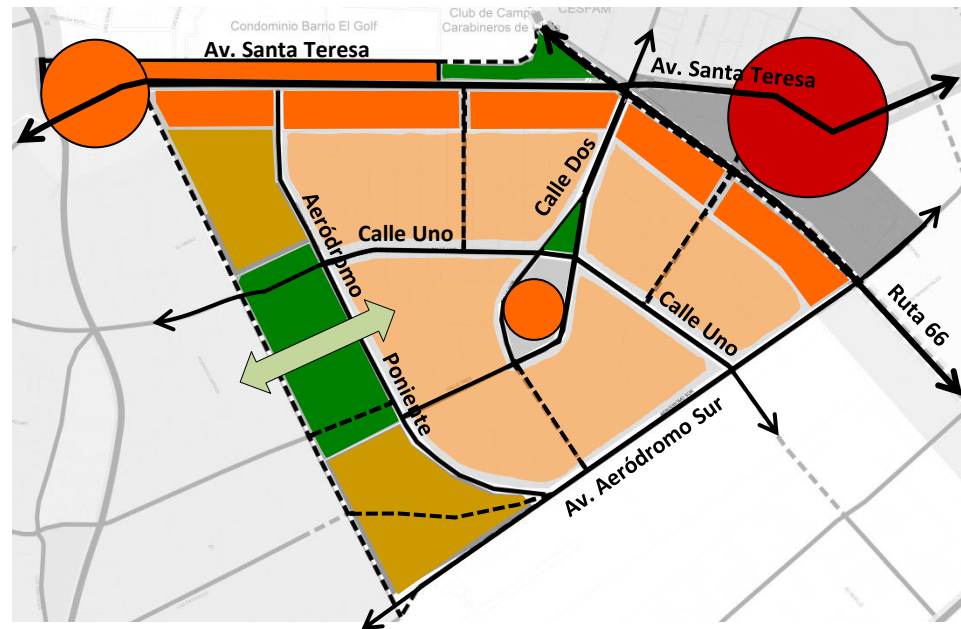 Condominio Barrio El Golf
Club de Campo
Carabineros de
CESFAM
Av. Santa Teresa
Av. Santa Teresa
Calle Dos
Aeródromo
Poniente
Calle Uno
Calle Uno
Ruta 66
Av. Aeródromo Sur